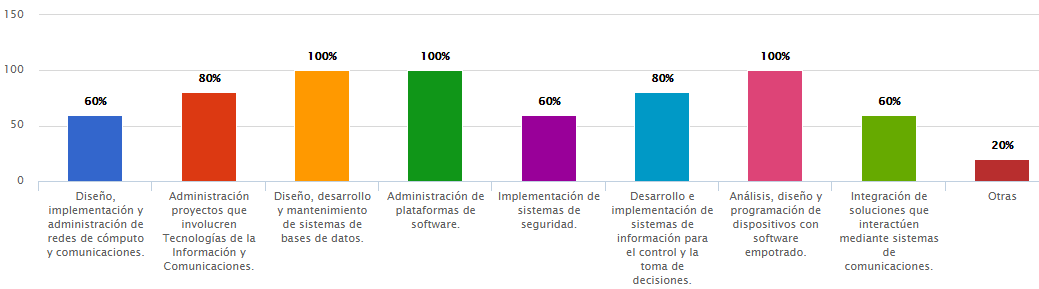 150
100
50
0
60%
80%
100%
100%
60%
80%
100%
60%
20%
Diseño,
implementación y
administración de
redes de cómputo
y comunicaciones.
Administración
proyectos que
involucren
Tecnologías de la
Información y
Comunicaciones.
Diseño, desarrollo
y mantenimiento
de sistemas de
bases de datos.
Administración de
plataformas de
software.
Implementación de
sistemas de
seguridad.
Desarrollo e
implementación de
sistemas de
información para
el control y la
toma de
decisiones.
Análisis, diseño y
programación de
dispositivos con
software
empotrado.
Integración de
soluciones que
interactúen
mediante sistemas
de
comunicaciones.
Otras